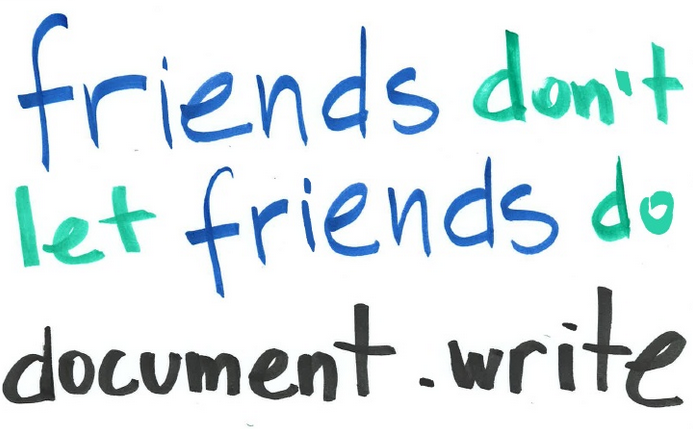 friends don't
let friends do
document.write